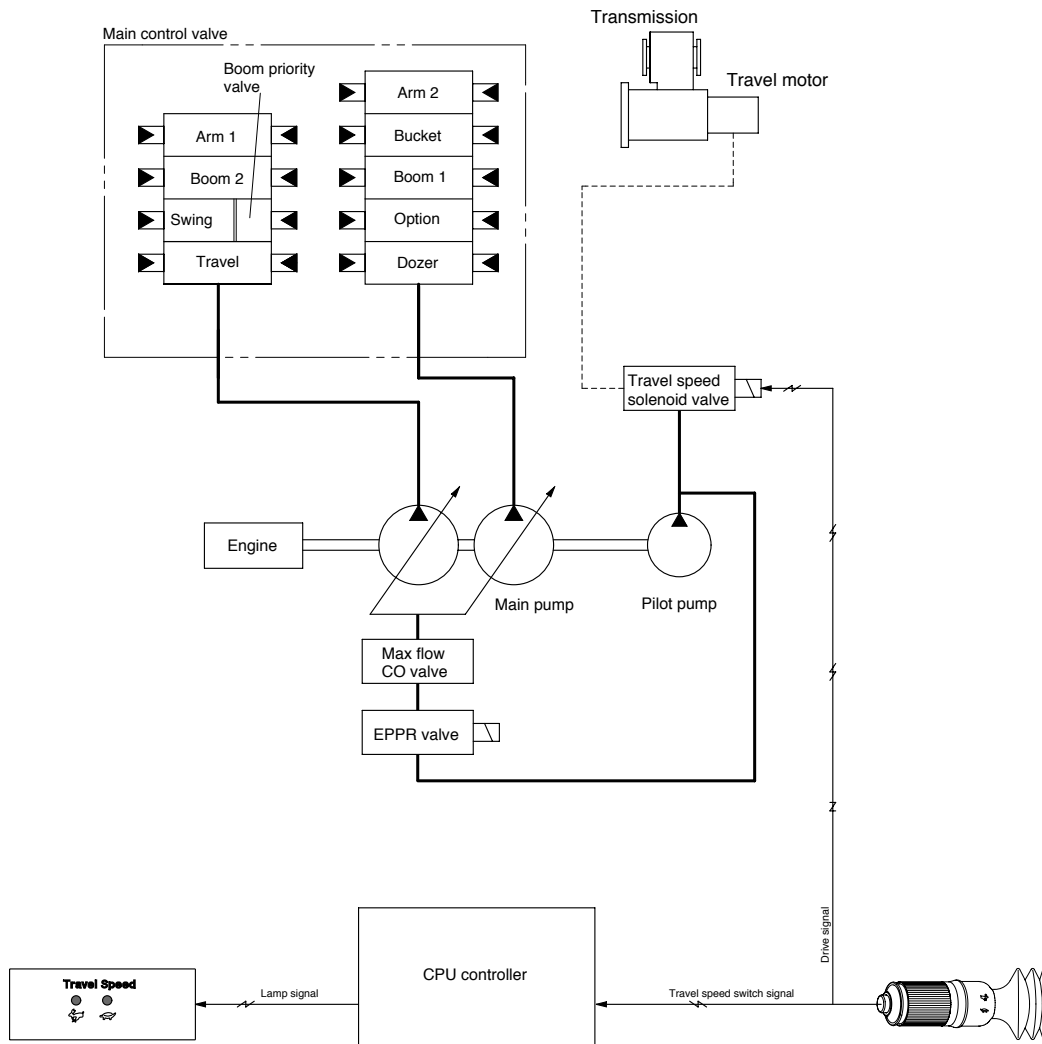 Transmission
Main control valve
Boom priority
valve
Travel motor
Arm 2
Arm 1
Bucket
Boom 2
Boom 1
Swing
Option
Travel
Dozer
Travel speed
solenoid valve
Engine
Main pump
Pilot pump
Max flow
CO valve
EPPR valve
Drive signal
CPU controller
Travel Speed
Lamp signal
Travel speed switch signal